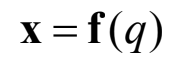 𝐱 = 𝐟(𝑞)